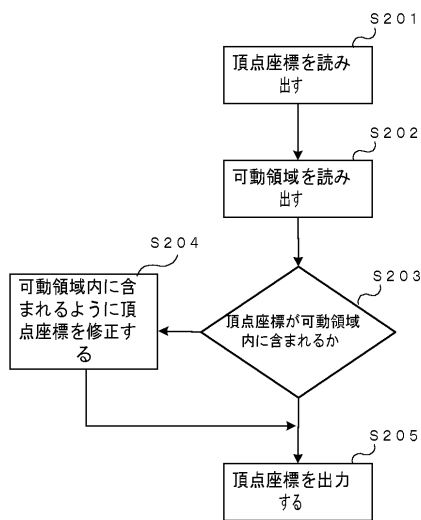 Ｓ２０１
頂点座標を読み
出す
Ｓ２０２
可動領域を読み
出す
Ｓ２０３
頂点座標が可動領域
内に含まれるか
Ｓ２０４
可動領域内に含
まれるように頂
点座標を修正す
る
Ｓ２０５
頂点座標を出力
する